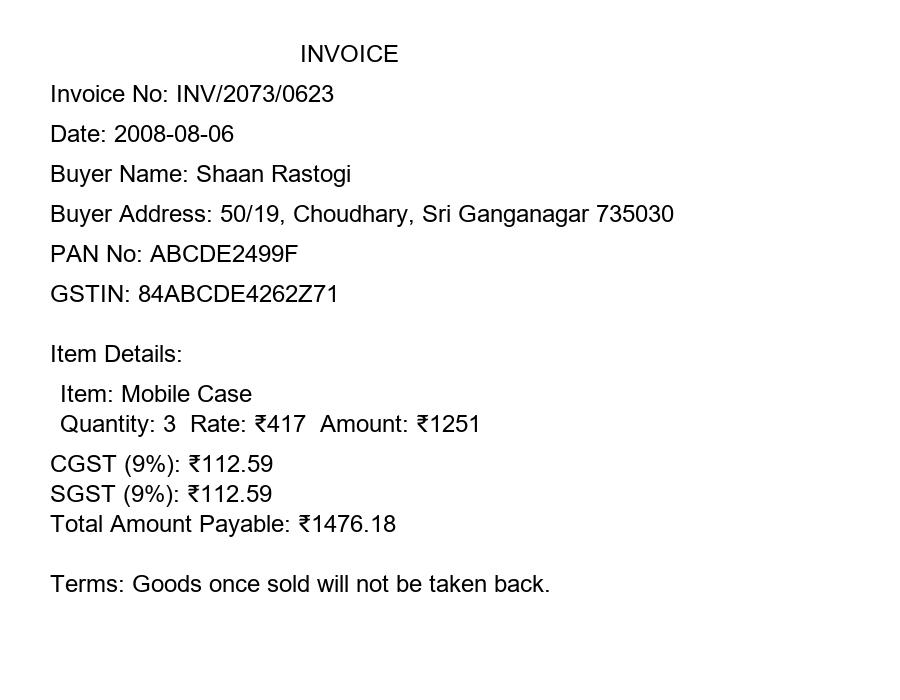 INVOICE
Invoice No: INV/2073/0623
Date: 2008-08-06
Buyer Name: Shaan Rastogi
Buyer Address: 50/19, Choudhary, Sri Ganganagar 735030
PAN No: ABCDE2499F
GSTIN: 84ABCDE4262Z71
Item Details:
Item: Mobile Case
Quantity: 3  Rate: ₹417  Amount: ₹1251
CGST (9%): ₹112.59
SGST (9%): ₹112.59
Total Amount Payable: ₹1476.18
Terms: Goods once sold will not be taken back.